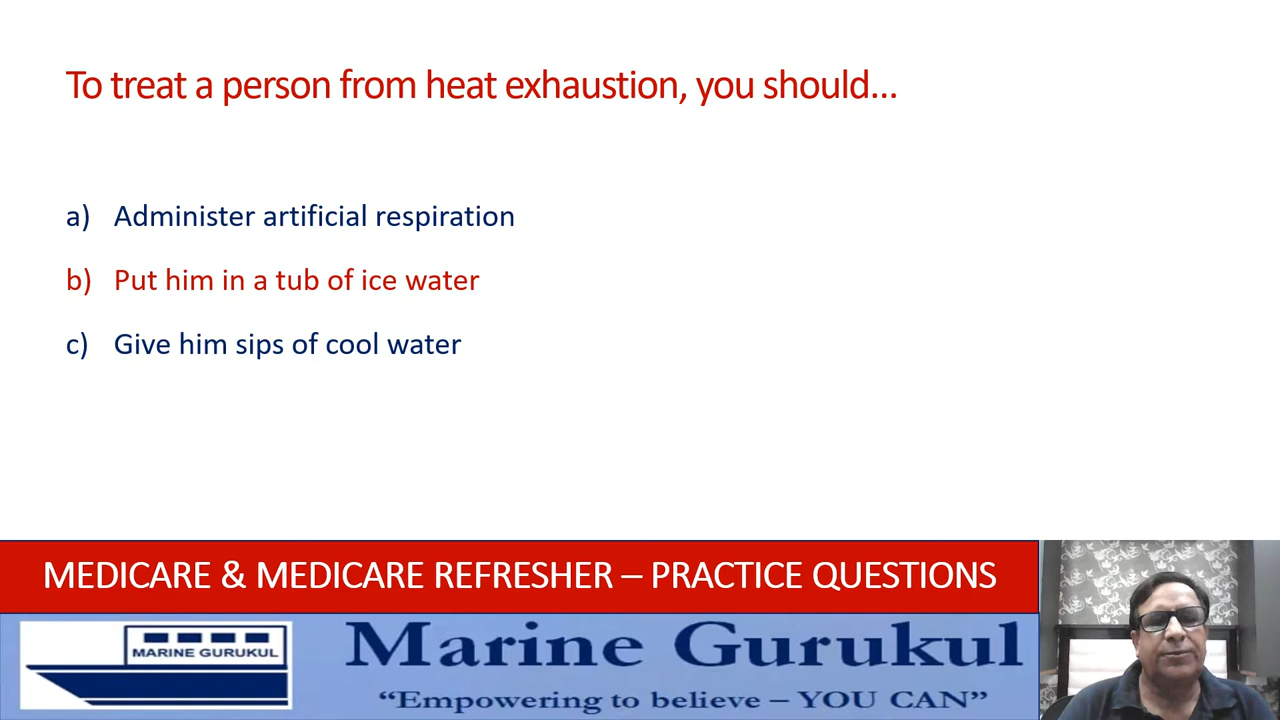 To treat a person from heat exhaustion, you should...
a) Administer artificial respiration
b) Put him in a tub of ice water
c) Give him sips of cool water
MEDICARE & MEDICARE REFRESHER – PRACTICE QUESTIONS
MARINE GURUKUL
Marine Gurukul
“Empowering to believe – YOU CAN”